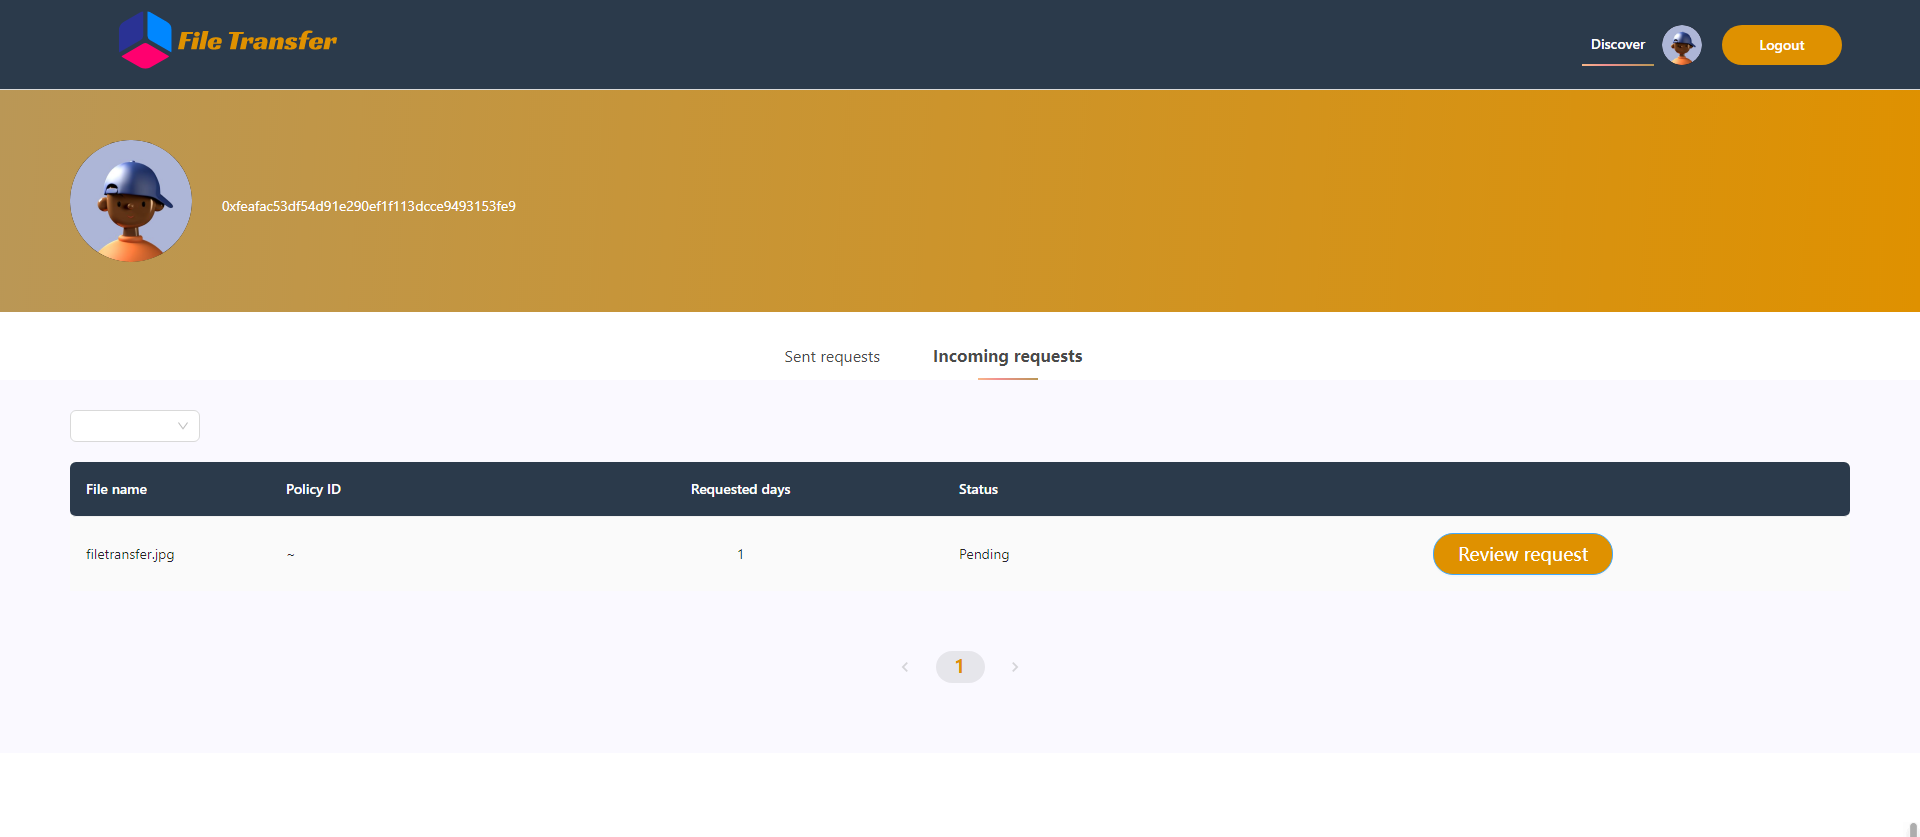 File Transfer
Discover
Logout
0xfeafac53df54d91e290ef1f113dcce9493153fe9
Sent requests
Incoming requests
File name Policy ID Requested days Status
filetransfer.jpg ~ 1 Pending Review request
1